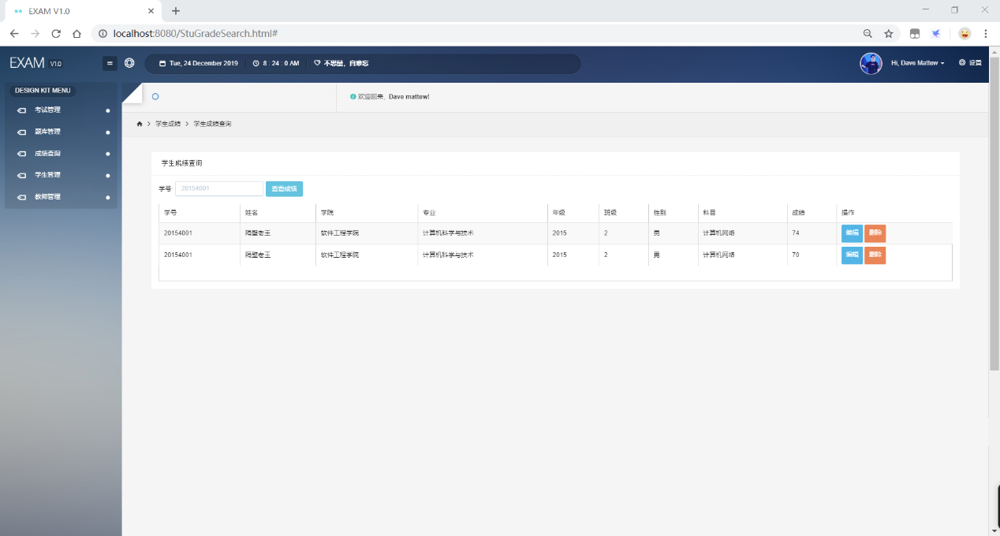 EXAM V1.0
localhost:8080/StuGradeSearch.html#
EXAM V1.0
Tue, 24 December 2019
8 : 24 : 0 AM
不思量，自难忘
Hi, Dave Mattew
设置
DESIGN KIT MENU
考试管理
题库管理
成绩查询
学生管理
教师管理
欢迎回来, Dave mattew!
学生成绩 > 学生成绩查询
学生成绩查询
学号: 20154001 查看成绩
学号 姓名 学院 专业 年级 班级 性别 科目 成绩 操作
20154001 隔壁老王 软件工程学院 计算机科学与技术 2015 2 男 计算机网络 74 编辑 删除
20154001 隔壁老王 软件工程学院 计算机科学与技术 2015 2 男 计算机网络 70 编辑 删除